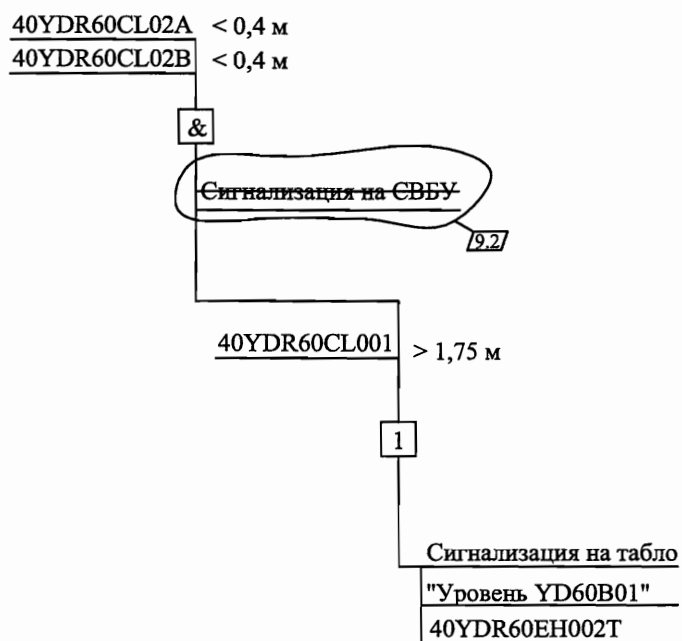 40YDR60CL02A < 0,4 м
40YDR60CL02B < 0,4 м
&
Сигнализация на СВБУ
9.2
40YDR60CL001 > 1,75 м
1
Сигнализация на табло
"Уровень YD60B01"
40YDR60EH002T